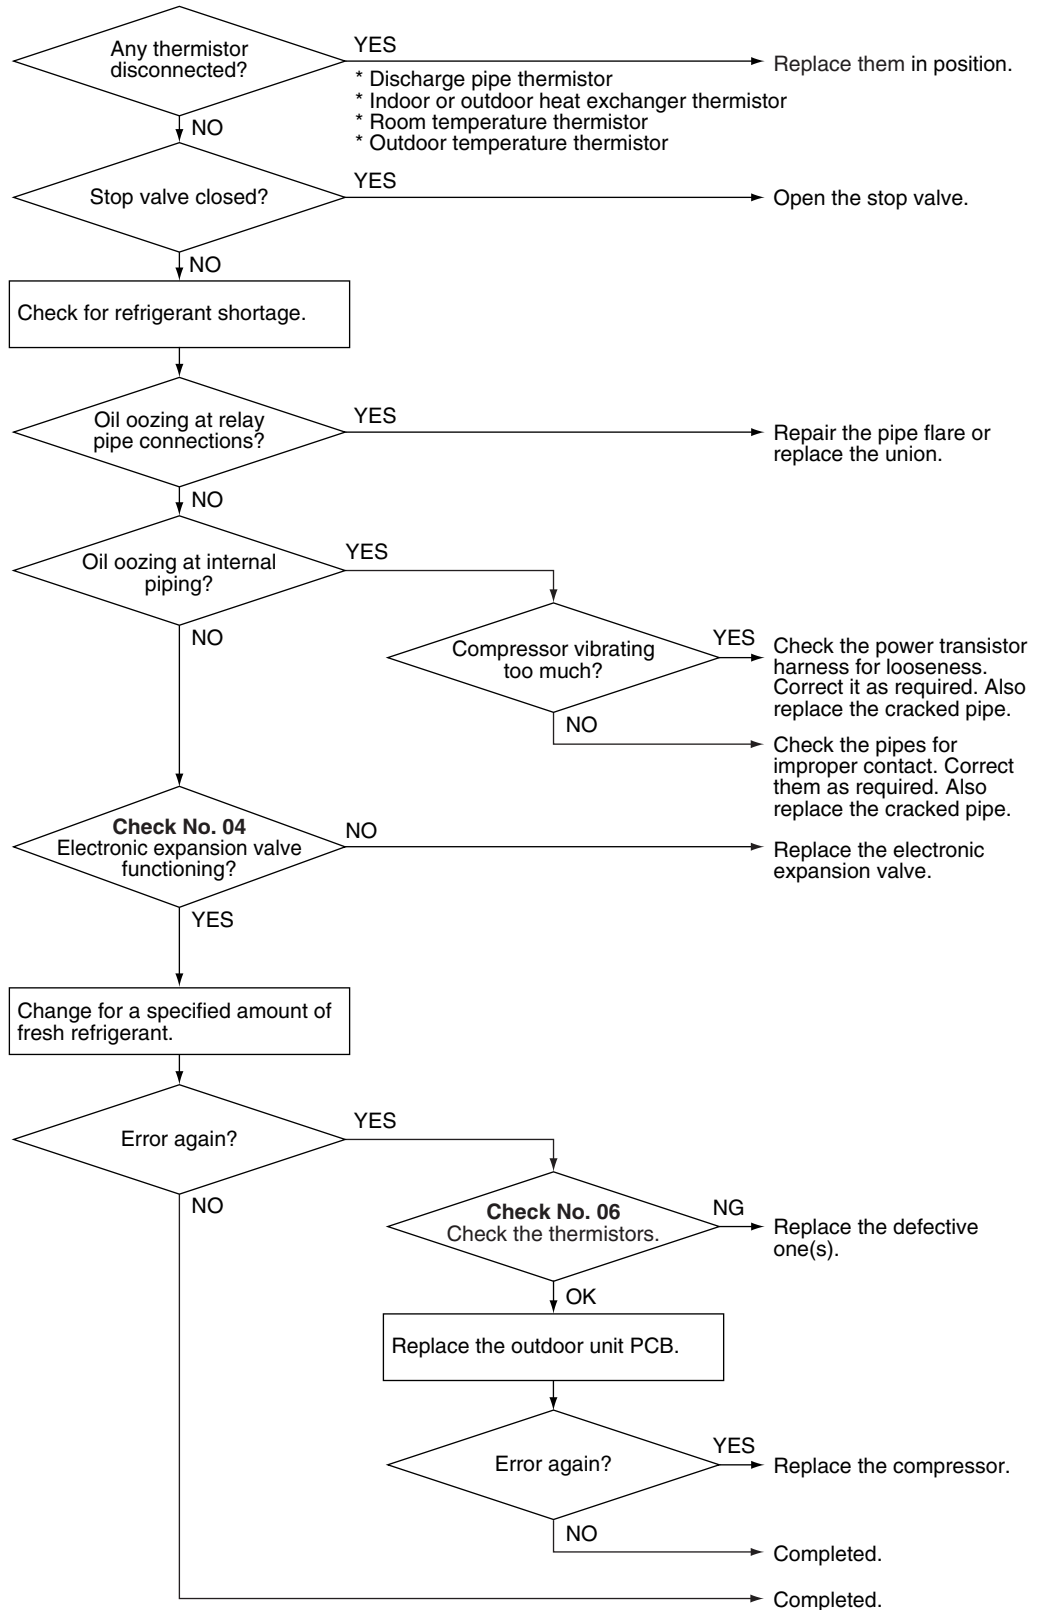 Any thermistor
disconnected?
YES
Replace them in position.
* Discharge pipe thermistor
* Indoor or outdoor heat exchanger thermistor
* Room temperature thermistor
* Outdoor temperature thermistor
NO
Stop valve closed?
YES
Open the stop valve.
NO
Check for refrigerant shortage.
Oil oozing at relay
pipe connections?
YES
Repair the pipe flare or
replace the union.
NO
Oil oozing at internal
piping?
YES
NO
Compressor vibrating
too much?
YES
Check the power transistor
harness for looseness.
Correct it as required. Also
replace the cracked pipe.
NO
Check the pipes for
improper contact. Correct
them as required. Also
replace the cracked pipe.
Check No. 04
Electronic expansion valve
functioning?
NO
Replace the electronic
expansion valve.
YES
Change for a specified amount of
fresh refrigerant.
Error again?
YES
NO
Check No. 06
Check the thermistors.
NG
Replace the defective
one(s).
OK
Replace the outdoor unit PCB.
Error again?
YES
Replace the compressor.
NO
Completed.
Completed.